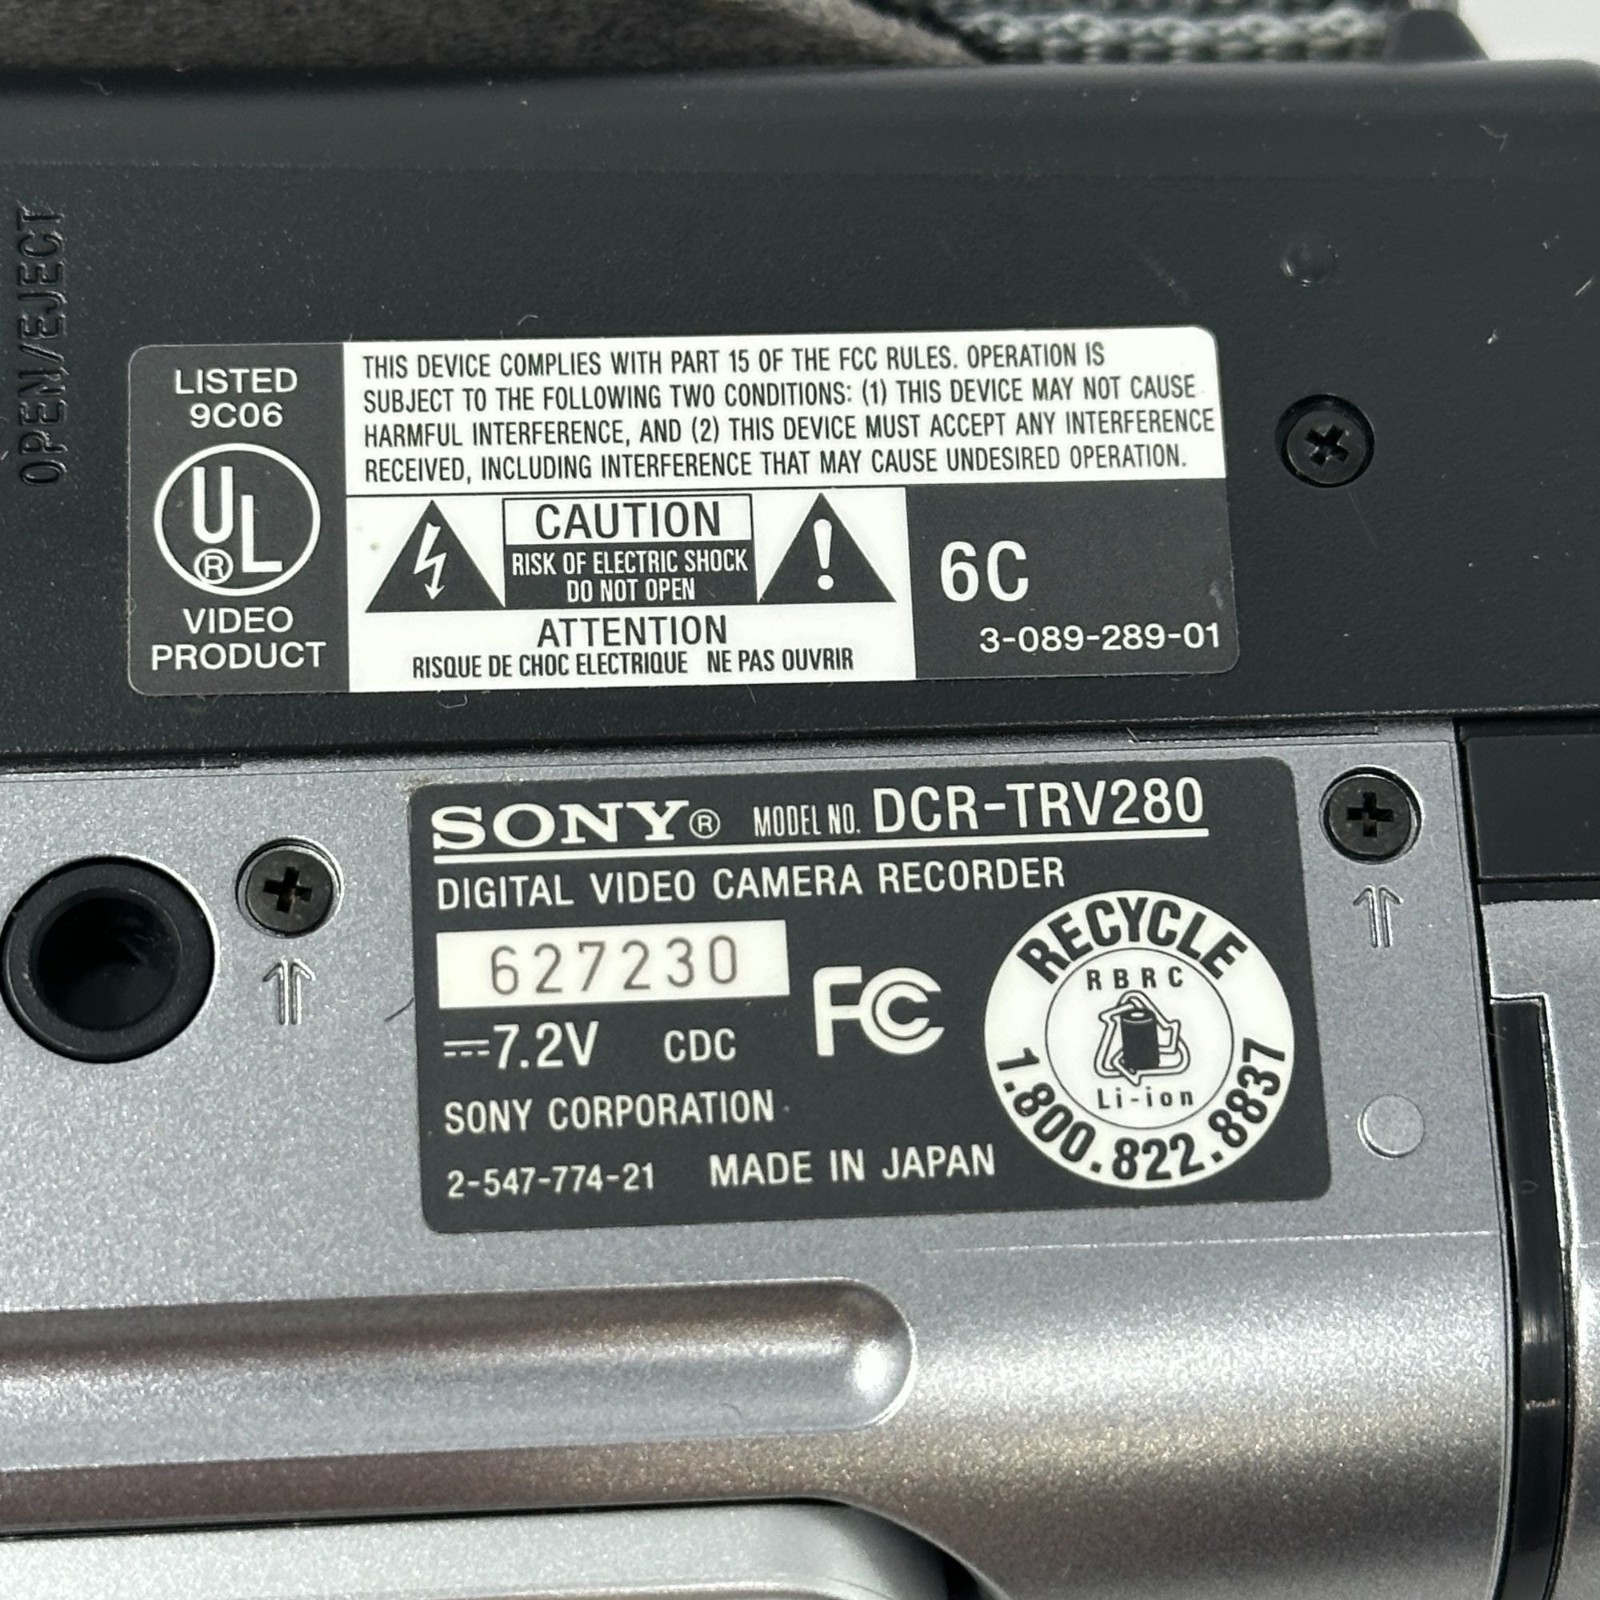 OPEN/EJECT
LISTED
9C06
UL®
VIDEO
PRODUCT
THIS DEVICE COMPLIES WITH PART 15 OF THE FCC RULES. OPERATION IS
SUBJECT TO THE FOLLOWING TWO CONDITIONS: (1) THIS DEVICE MAY NOT CAUSE
HARMFUL INTERFERENCE, AND (2) THIS DEVICE MUST ACCEPT ANY INTERFERENCE
RECEIVED, INCLUDING INTERFERENCE THAT MAY CAUSE UNDESIRED OPERATION.
CAUTION
RISK OF ELECTRIC SHOCK
DO NOT OPEN
!
ATTENTION
RISQUE DE CHOC ELECTRIQUE NE PAS OUVRIR
6C
3-089-289-01
SONY® MODEL NO. DCR-TRV280
DIGITAL VIDEO CAMERA RECORDER
627230
⎓7.2V CDC
FC
SONY CORPORATION
2-547-774-21 MADE IN JAPAN
RECYCLE
RBRC
Li-ion
1.800.822.8837